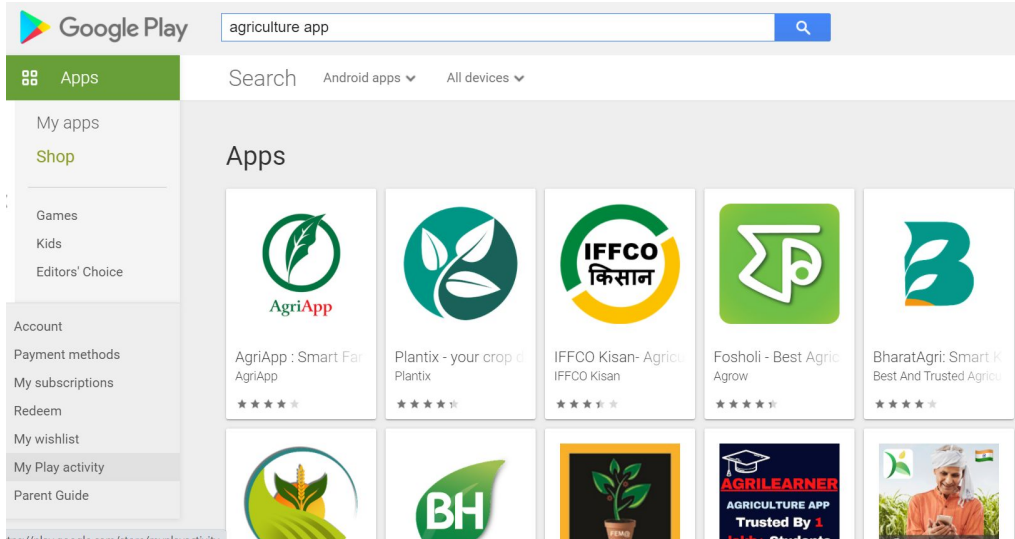 Google Play
agriculture app
Apps
Search
Android apps
All devices
My apps
Shop
Games
Kids
Editors' Choice
Account
Payment methods
My subscriptions
Redeem
My wishlist
My Play activity
Parent Guide
Apps
AgriApp
IFFCO
किसान
ফ
B
AgriApp : Smart Far
AgriApp
Plantix - your crop d
Plantix
IFFCO Kisan- Agricu
IFFCO Kisan
Fosholi - Best Agric
Agrow
BharatAgri: Smart K
Best And Trusted Agricu
BH
FEMO
AGRILEARNER
AGRICULTURE APP
Trusted By 1
Students